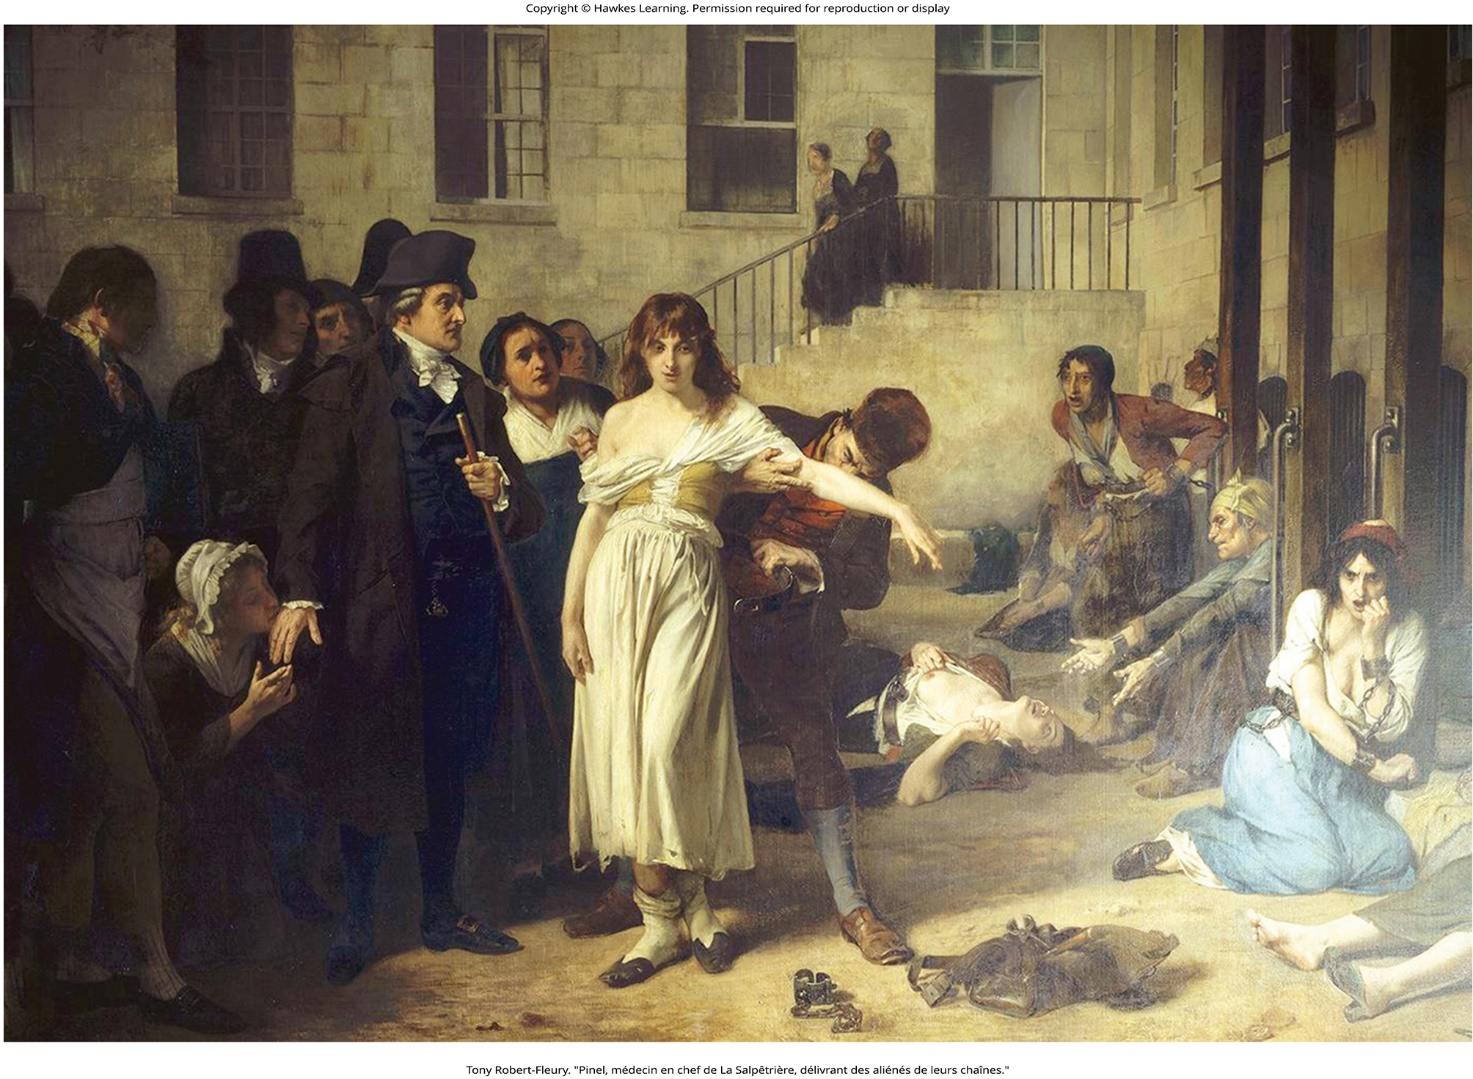 Copyright © Hawkes Learning. Permission required for reproduction or display
Tony Robert-Fleury. "Pinel, médecin en chef de La Salpêtrière, délivrant des aliénés de leurs chaînes."